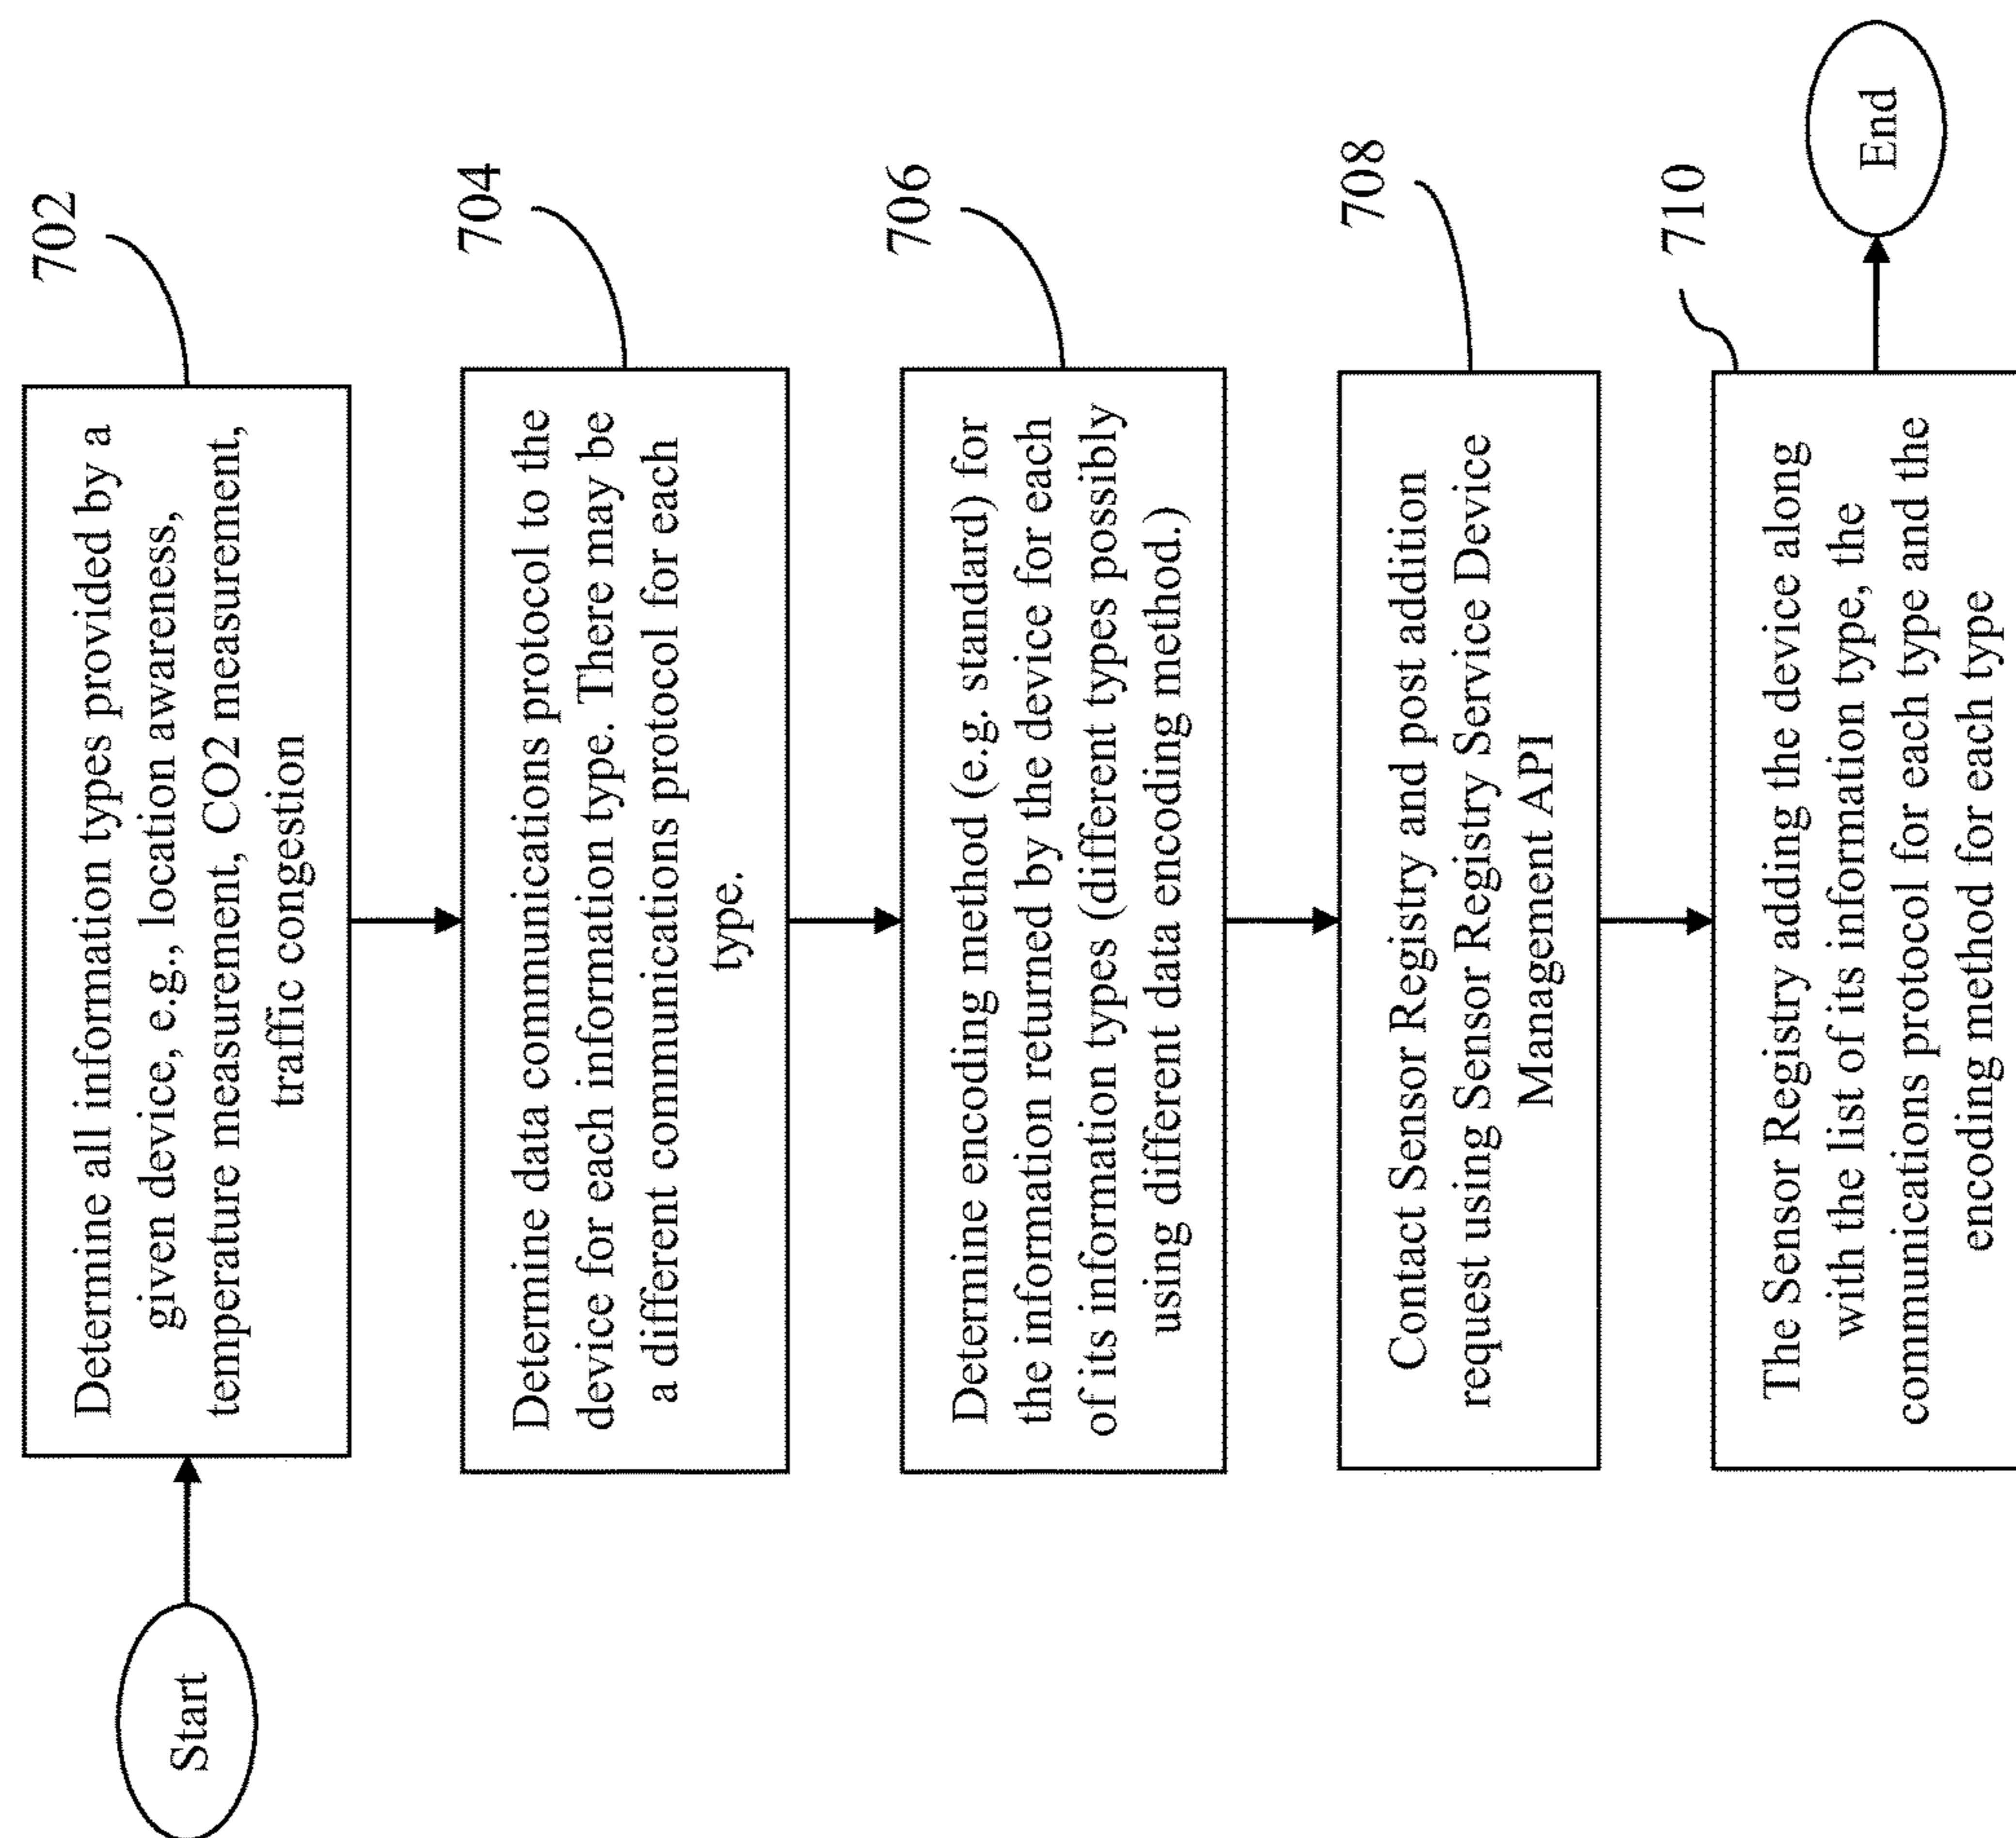 Start
702
Determine all information types provided by a
given device, e.g., location awareness,
temperature measurement, CO2 measurement,
traffic congestion
704
Determine data communications protocol to the
device for each information type. There may be
a different communications protocol for each
type.
706
Determine encoding method (e.g. standard) for
the information returned by the device for each
of its information types (different types possibly
using different data encoding method.)
708
Contact Sensor Registry and post addition
request using Sensor Registry Service Device
Management API
710
The Sensor Registry adding the device along
with the list of its information type, the
communications protocol for each type and the
encoding method for each type
End